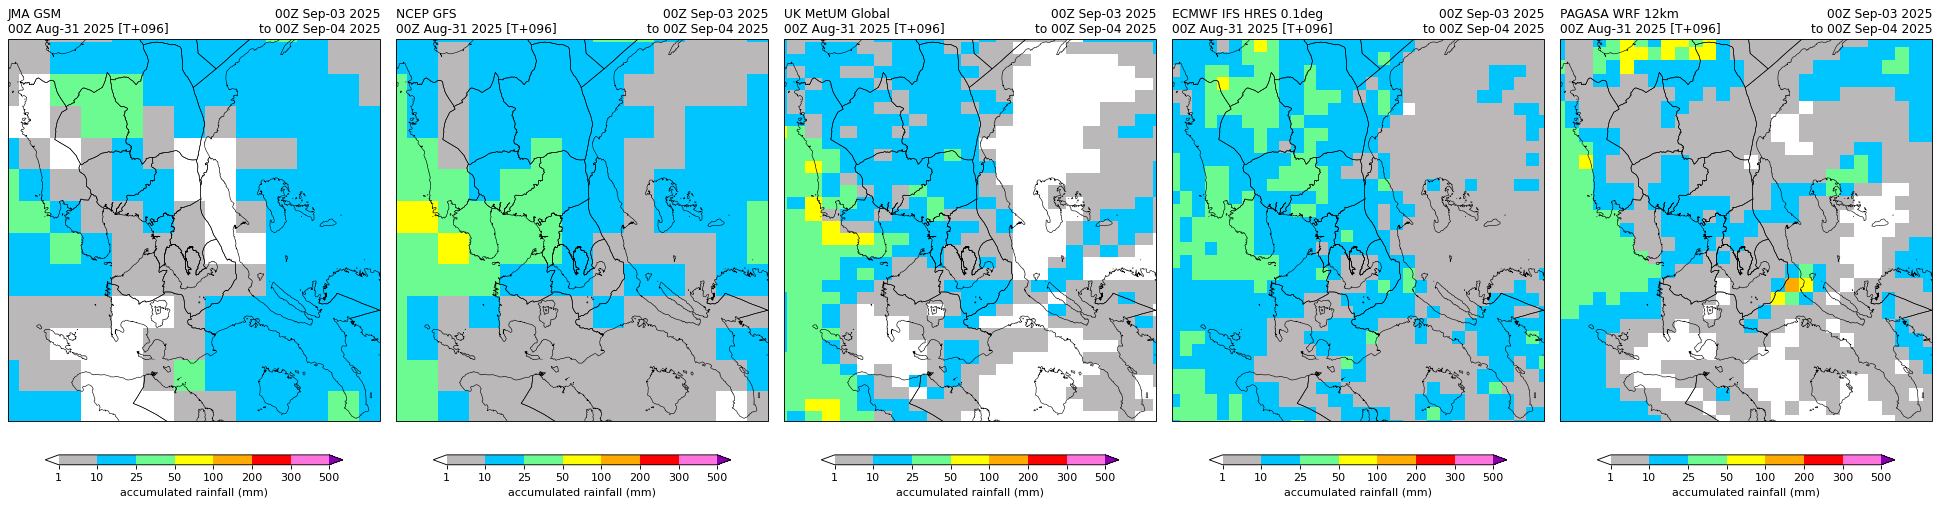 JMA GSM 00Z Sep-03 2025
00Z Aug-31 2025 [T+096] to 00Z Sep-04 2025
1 10 25 50 100 200 300 500
accumulated rainfall (mm)
NCEP GFS 00Z Sep-03 2025
00Z Aug-31 2025 [T+096] to 00Z Sep-04 2025
1 10 25 50 100 200 300 500
accumulated rainfall (mm)
UK MetUM Global 00Z Sep-03 2025
00Z Aug-31 2025 [T+096] to 00Z Sep-04 2025
1 10 25 50 100 200 300 500
accumulated rainfall (mm)
ECMWF IFS HRES 0.1deg 00Z Sep-03 2025
00Z Aug-31 2025 [T+096] to 00Z Sep-04 2025
1 10 25 50 100 200 300 500
accumulated rainfall (mm)
PAGASA WRF 12km 00Z Sep-03 2025
00Z Aug-31 2025 [T+096] to 00Z Sep-04 2025
1 10 25 50 100 200 300 500
accumulated rainfall (mm)